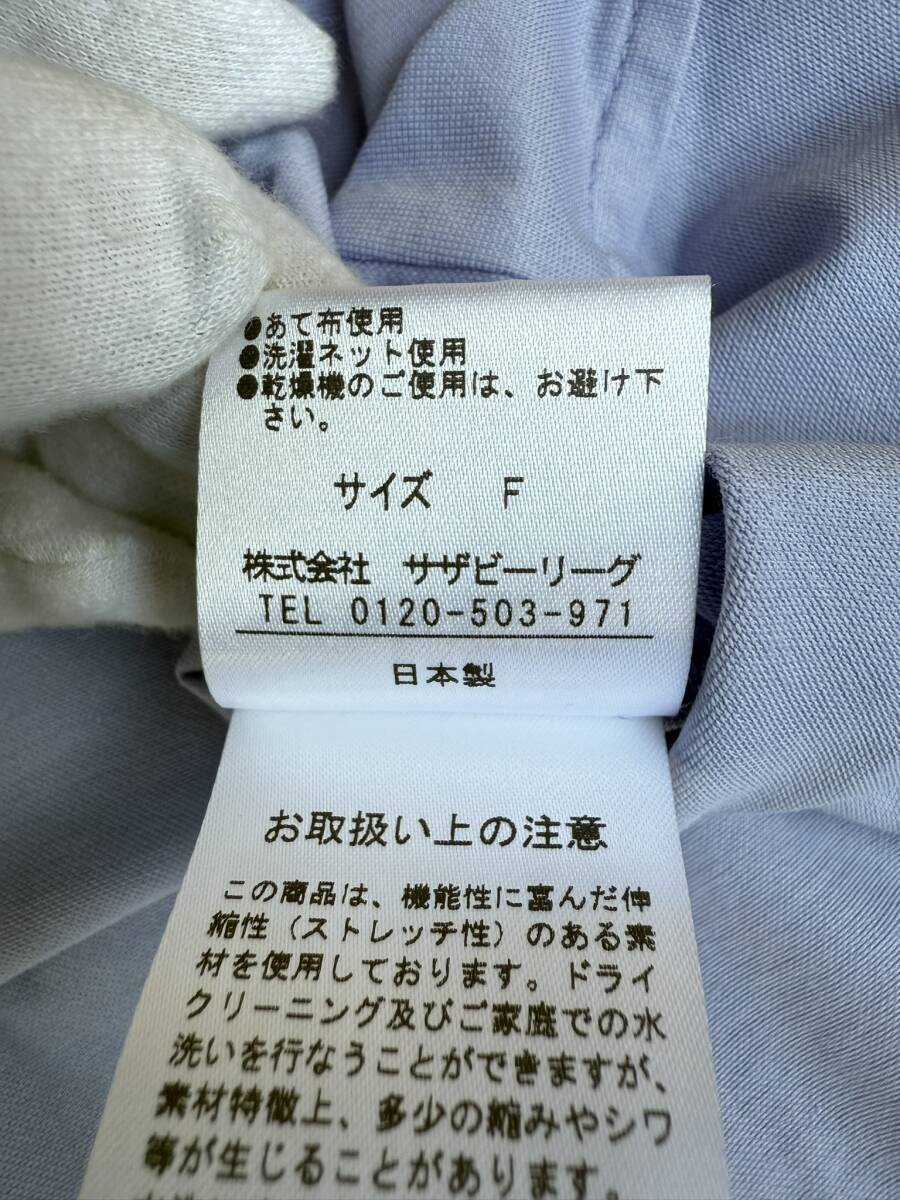 ●あて布使用
●洗濯ネット使用
●乾燥機のご使用は、お避け下
さい。
サイズ F
株式会社 サザビーリーグ
TEL 0120-503-971
日本製
お取扱い上の注意
この商品は、機能性に富んだ伸
縮性（ストレッチ性）のある素
材を使用しております。ドライ
クリーニング及びご家庭での水
洗いを行なうことができますが、
素材特徴上、多少の縮みやシワ
等が生じることがあります。